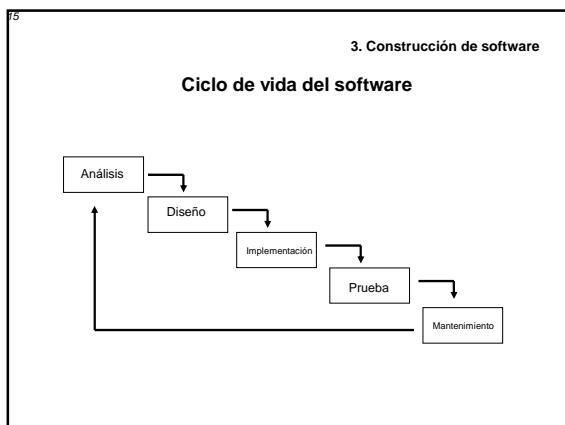 15
3. Construcción de software
Ciclo de vida del software
Análisis
Diseño
Implementación
Prueba
Mantenimiento